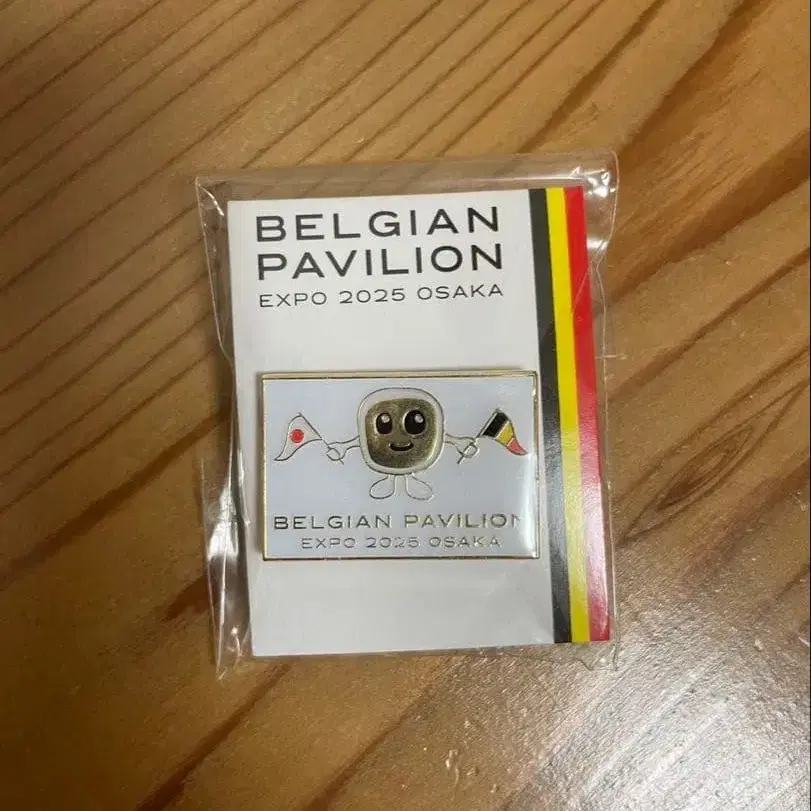 BELGIAN
PAVILION
EXPO 2025 OSAKA
BELGIAN PAVILION
EXPO 2025 OSAKA